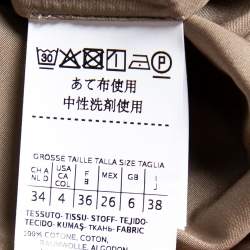 30 1 P
あて布使用
中性洗剤使用
GROSSE TAILLE TALLA SIZE TAGLIA
CH A NL D USA CA COL F B MEX GB I J
34 4 36 26 6 38
TESSUTO-TISSU-STOFF-TEJIDO-
TECIDO-KUMAŞ-ТКАНЬ-FABRIC
100% COTONE, COTON,
BAUMWOLLE, ALGODON,